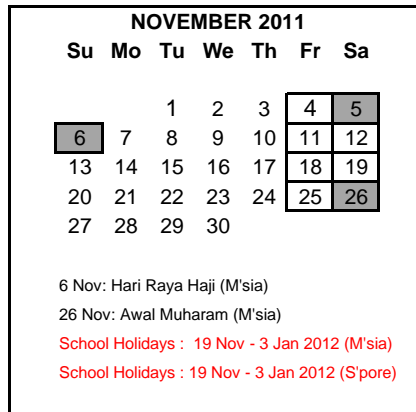 NOVEMBER 2011
Su Mo Tu We Th Fr Sa
1 2 3 4 5
6 7 8 9 10 11 12
13 14 15 16 17 18 19
20 21 22 23 24 25 26
27 28 29 30
6 Nov: Hari Raya Haji (M'sia)
26 Nov: Awal Muharam (M'sia)
School Holidays : 19 Nov - 3 Jan 2012 (M'sia)
School Holidays : 19 Nov - 3 Jan 2012 (S'pore)